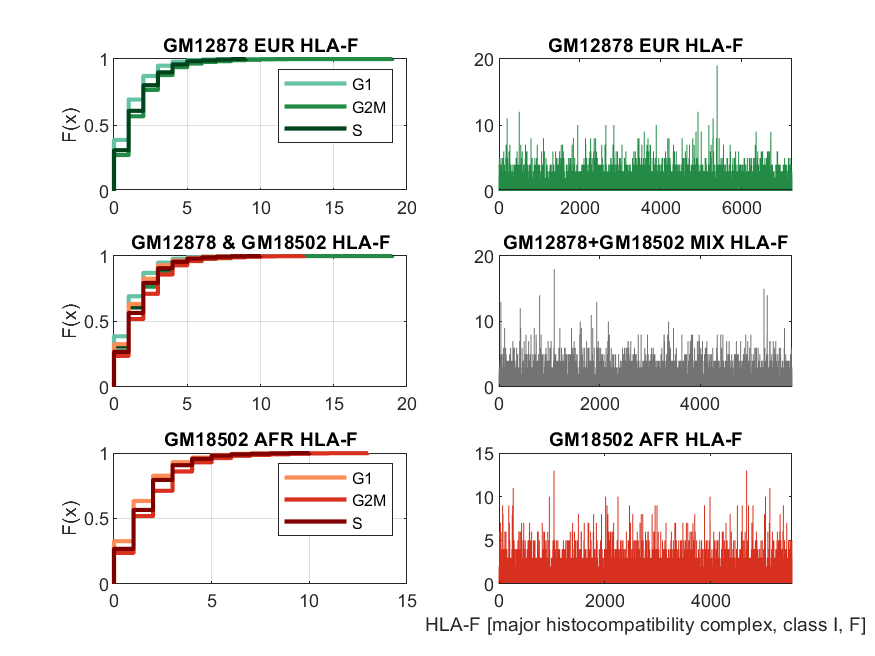 GM12878 EUR HLA-F
F(x)
1
0.5
0
0 5 10 15 20
G1
G2M
S
GM12878 EUR HLA-F
20
10
0
0 2000 4000 6000
GM12878 & GM18502 HLA-F
F(x)
1
0.5
0
0 5 10 15 20
GM12878+GM18502 MIX HLA-F
20
10
0
0 2000 4000
GM18502 AFR HLA-F
F(x)
1
0.5
0
0 5 10 15
G1
G2M
S
GM18502 AFR HLA-F
15
10
5
0
0 2000 4000
HLA-F [major histocompatibility complex, class I, F]